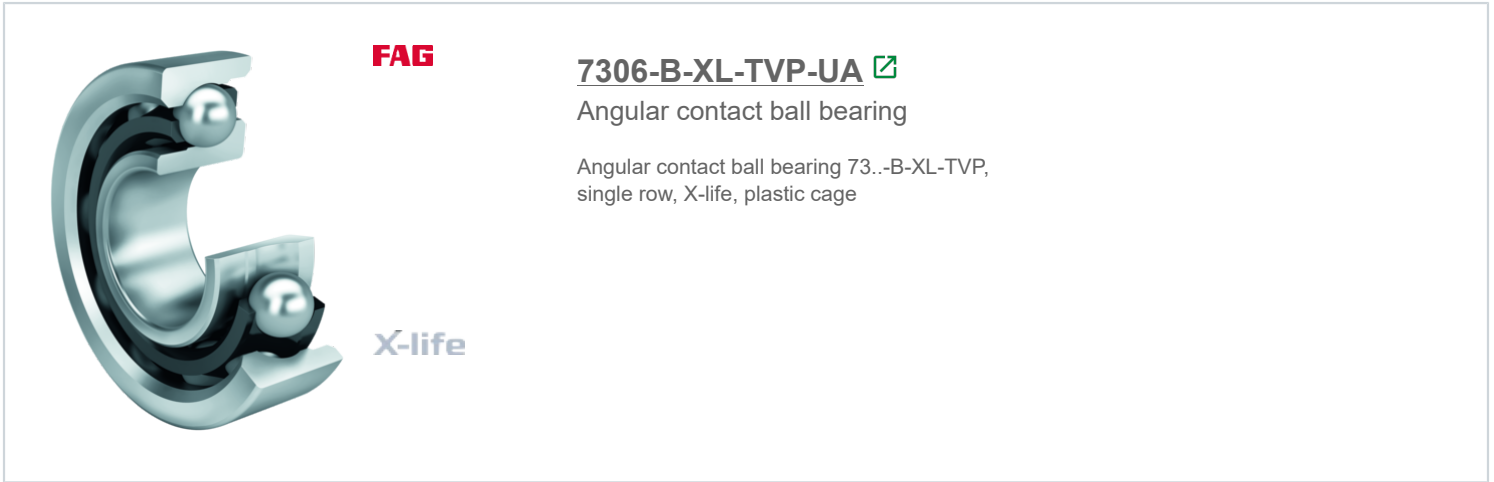 FAG
7306-B-XL-TVP-UA
Angular contact ball bearing
Angular contact ball bearing 73..-B-XL-TVP,
single row, X-life, plastic cage
X-life